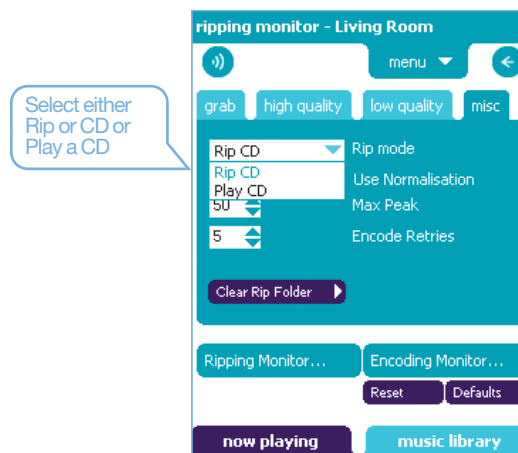 ripping monitor - Living Room
menu
grab high quality low quality misc
Select either
Rip or CD or
Play a CD
Rip CD Rip mode
Rip CD
Play CD
Use Normalisation
50 Max Peak
5 Encode Retries
Clear Rip Folder
Ripping Monitor... Encoding Monitor...
Reset Defaults
now playing music library